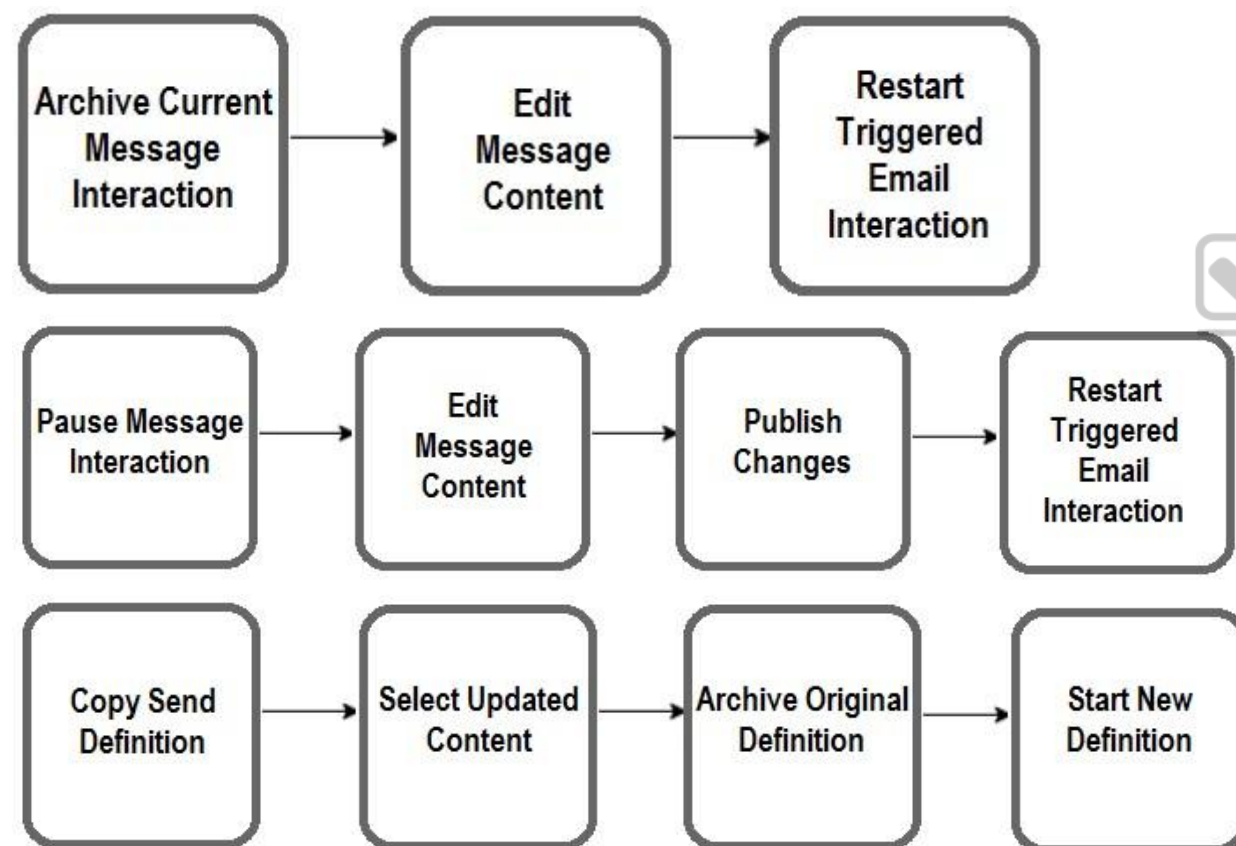 Archive Current
Message
Interaction
Edit
Message
Content
Restart
Triggered
Email
Interaction
Pause Message
Interaction
Edit
Message
Content
Publish
Changes
Restart
Triggered
Email
Interaction
Copy Send
Definition
Select Updated
Content
Archive Original
Definition
Start New
Definition